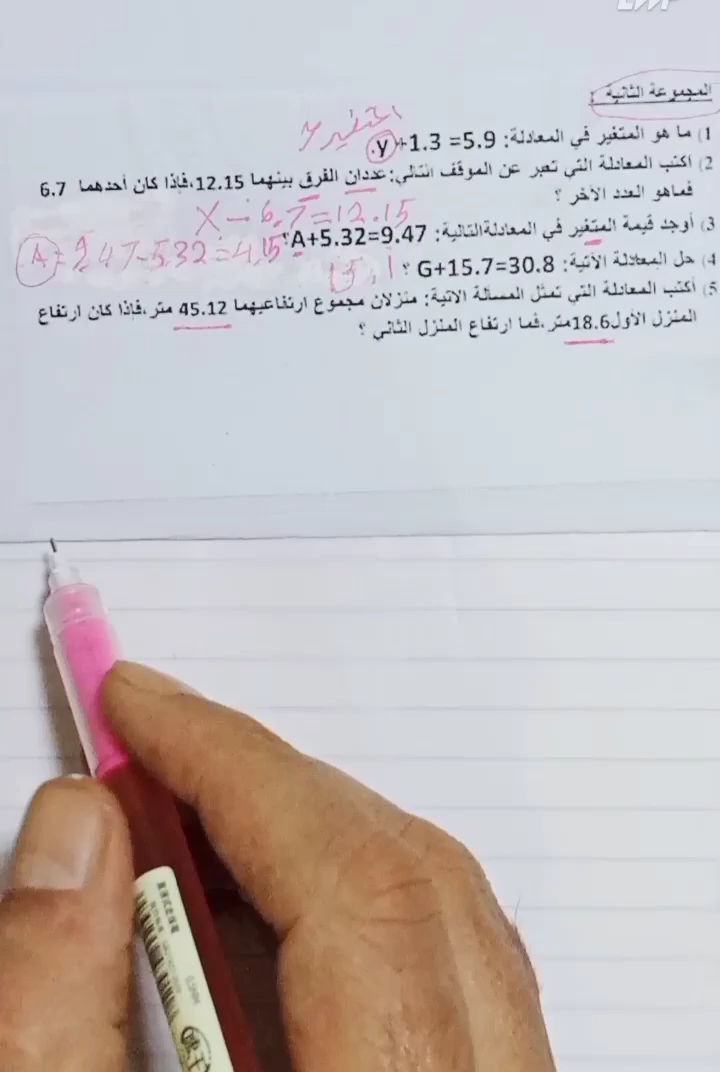 المجموعة الثانية :
المتغير y
1) ما هو المتغير في المعادلة: y+1.3 =5.9.
2) اكتب المعادلة التي تعبر عن الموقف التالي: عددان الفرق بينهما 12.15، فإذا كان أحدهما 6.7
فماهو العدد الآخر ؟
X - 6.7 = 12.15
3) أوجد قيمة المتغير في المعادلة التالية: A+5.32=9.47؟
A = 9.47-5.32 = 4.15
4) حل المعادلة الآتية: G+15.7=30.8 ؟
15.1
5) أكتب المعادلة التي تمثل المسألة الاتية: منزلان مجموع ارتفاعيهما 45.12 متر، فإذا كان ارتفاع
المنزل الأول 18.6متر، فما ارتفاع المنزل الثاني ؟